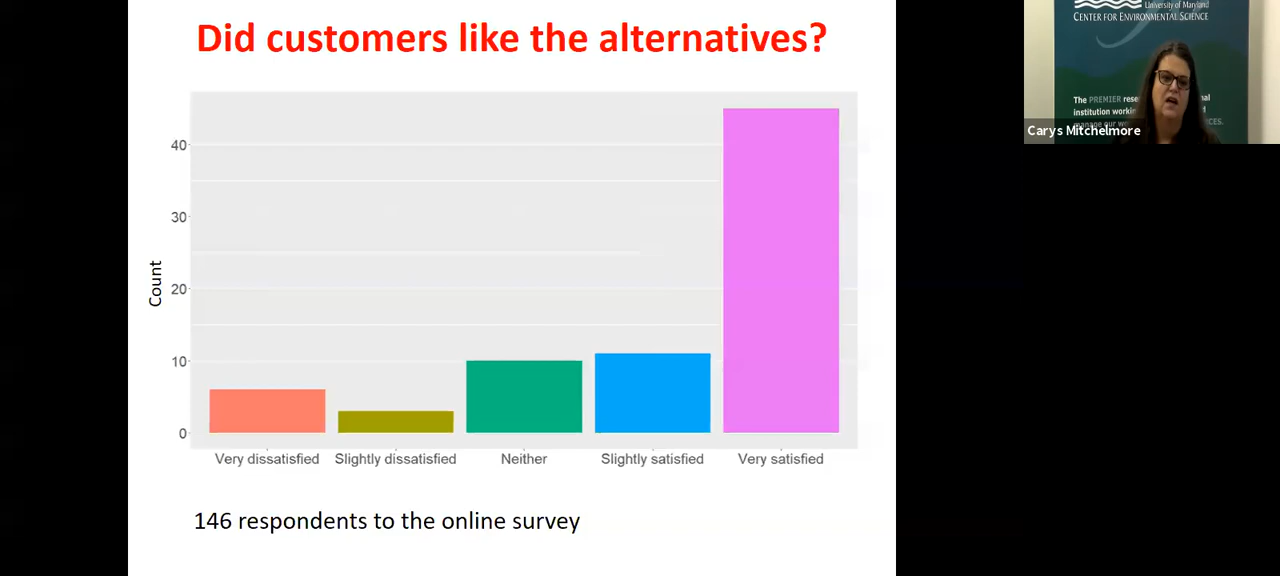 Did customers like the alternatives?
Count
40
30
20
10
0
Very dissatisfied
Slightly dissatisfied
Neither
Slightly satisfied
Very satisfied
146 respondents to the online survey
University of Maryland
CENTER FOR ENVIRONMENTAL SCIENCE
The PREMIER
institution
manage our
Carys Mitchelmore